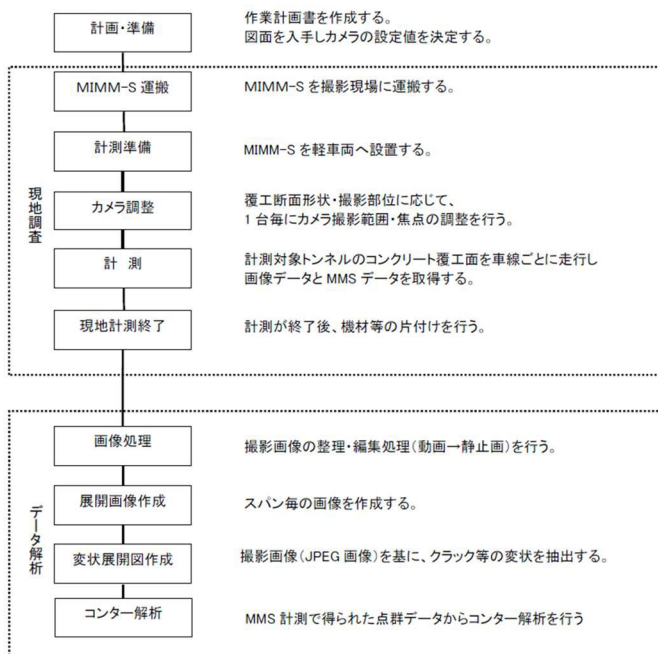 計画・準備
作業計画書を作成する。
図面を入手しカメラの設定値を決定する。
現地調査
MIMM-S 運搬
MIMM-S を撮影現場に運搬する。
計測準備
MIMM-S を軽車両へ設置する。
カメラ調整
覆工断面形状・撮影部位に応じて、
1 台毎にカメラ撮影範囲・焦点の調整を行う。
計 測
計測対象トンネルのコンクリート覆工面を車線ごとに走行し
画像データと MMS データを取得する。
現地計測終了
計測が終了後、機材等の片付けを行う。
データ解析
画像処理
撮影画像の整理・編集処理(動画→静止画)を行う。
展開画像作成
スパン毎の画像を作成する。
変状展開図作成
撮影画像(JPEG 画像)を基に、クラック等の変状を抽出する。
コンター解析
MMS 計測で得られた点群データからコンター解析を行う